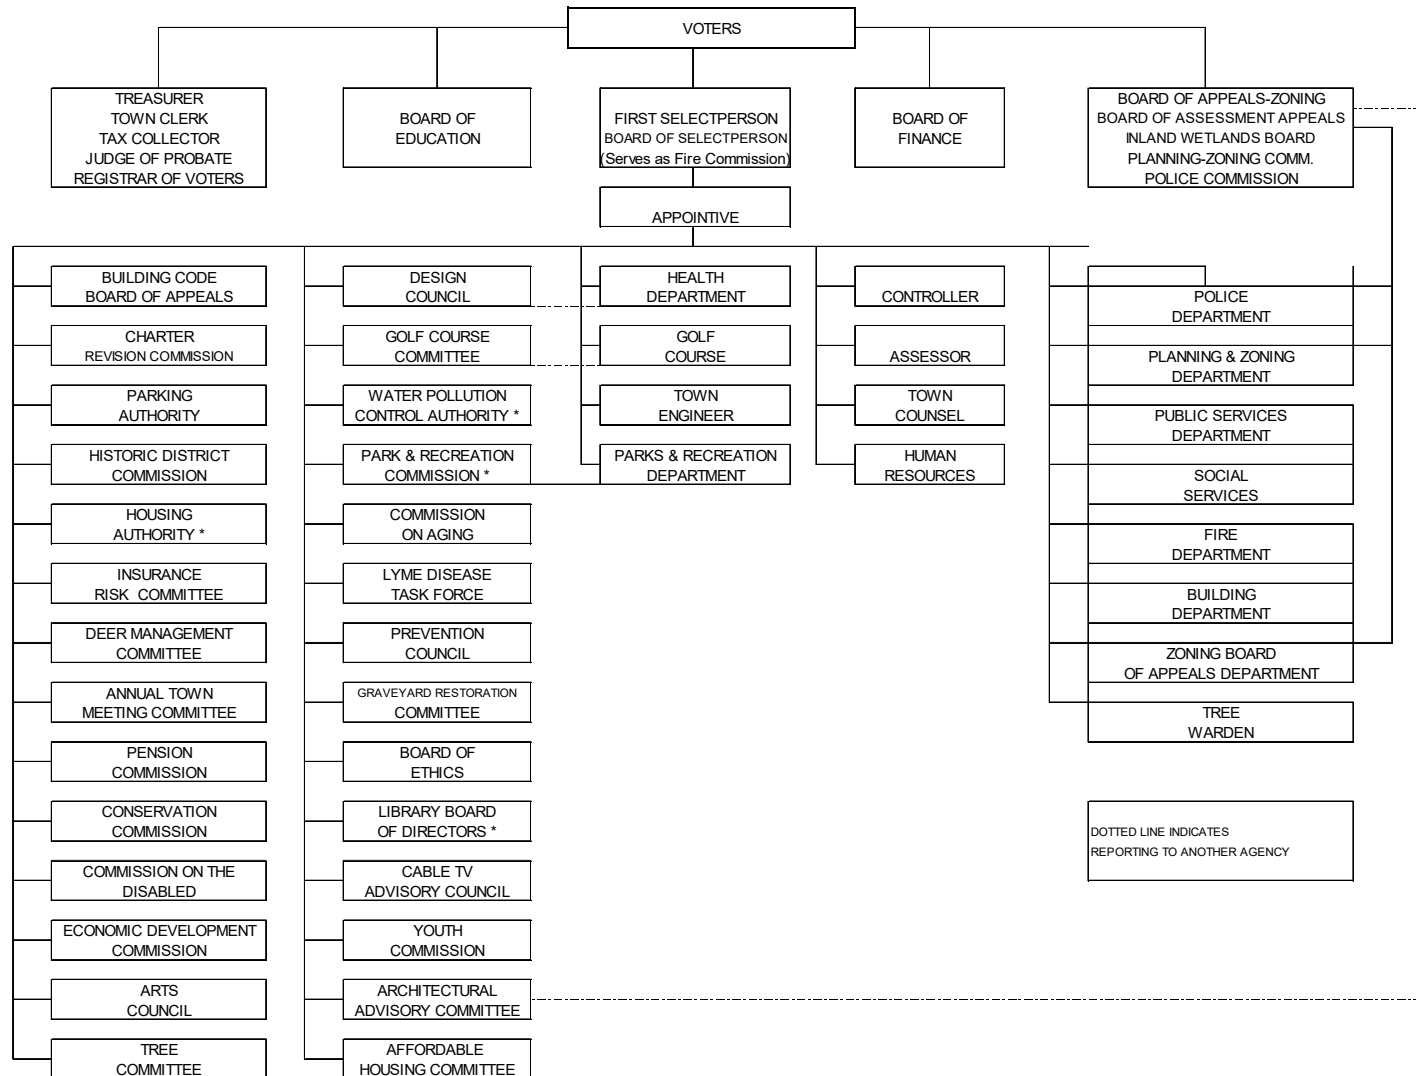 VOTERS
TREASURER
TOWN CLERK
TAX COLLECTOR
JUDGE OF PROBATE
REGISTRAR OF VOTERS
BOARD OF
EDUCATION
FIRST SELECTPERSON
BOARD OF SELECTPERSON
(Serves as Fire Commission)
BOARD OF
FINANCE
BOARD OF APPEALS-ZONING
BOARD OF ASSESSMENT APPEALS
INLAND WETLANDS BOARD
PLANNING-ZONING COMM.
POLICE COMMISSION
APPOINTIVE
BUILDING CODE
BOARD OF APPEALS
CHARTER
REVISION COMMISSION
PARKING
AUTHORITY
HISTORIC DISTRICT
COMMISSION
HOUSING
AUTHORITY *
INSURANCE
RISK COMMITTEE
DEER MANAGEMENT
COMMITTEE
ANNUAL TOWN
MEETING COMMITTEE
PENSION
COMMISSION
CONSERVATION
COMMISSION
COMMISSION ON THE
DISABLED
ECONOMIC DEVELOPMENT
COMMISSION
ARTS
COUNCIL
TREE
COMMITTEE
DESIGN
COUNCIL
GOLF COURSE
COMMITTEE
WATER POLLUTION
CONTROL AUTHORITY *
PARK & RECREATION
COMMISSION *
COMMISSION
ON AGING
LYME DISEASE
TASK FORCE
PREVENTION
COUNCIL
GRAVEYARD RESTORATION
COMMITTEE
BOARD OF
ETHICS
LIBRARY BOARD
OF DIRECTORS *
CABLE TV
ADVISORY COUNCIL
YOUTH
COMMISSION
ARCHITECTURAL
ADVISORY COMMITTEE
AFFORDABLE
HOUSING COMMITTEE
HEALTH
DEPARTMENT
GOLF
COURSE
TOWN
ENGINEER
PARKS & RECREATION
DEPARTMENT
CONTROLLER
ASSESSOR
TOWN
COUNSEL
HUMAN
RESOURCES
POLICE
DEPARTMENT
PLANNING & ZONING
DEPARTMENT
PUBLIC SERVICES
DEPARTMENT
SOCIAL
SERVICES
FIRE
DEPARTMENT
BUILDING
DEPARTMENT
ZONING BOARD
OF APPEALS DEPARTMENT
TREE
WARDEN
DOTTED LINE INDICATES
REPORTING TO ANOTHER AGENCY